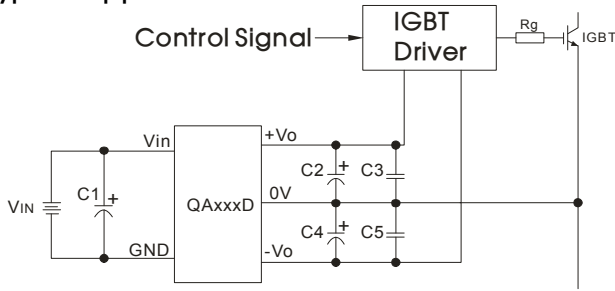 Control Signal
IGBT
Driver
Rg
IGBT
Vin
+Vo
C1
+
C2
+
C3
VIN
QAxxxD
0V
C4
+
C5
GND
-Vo